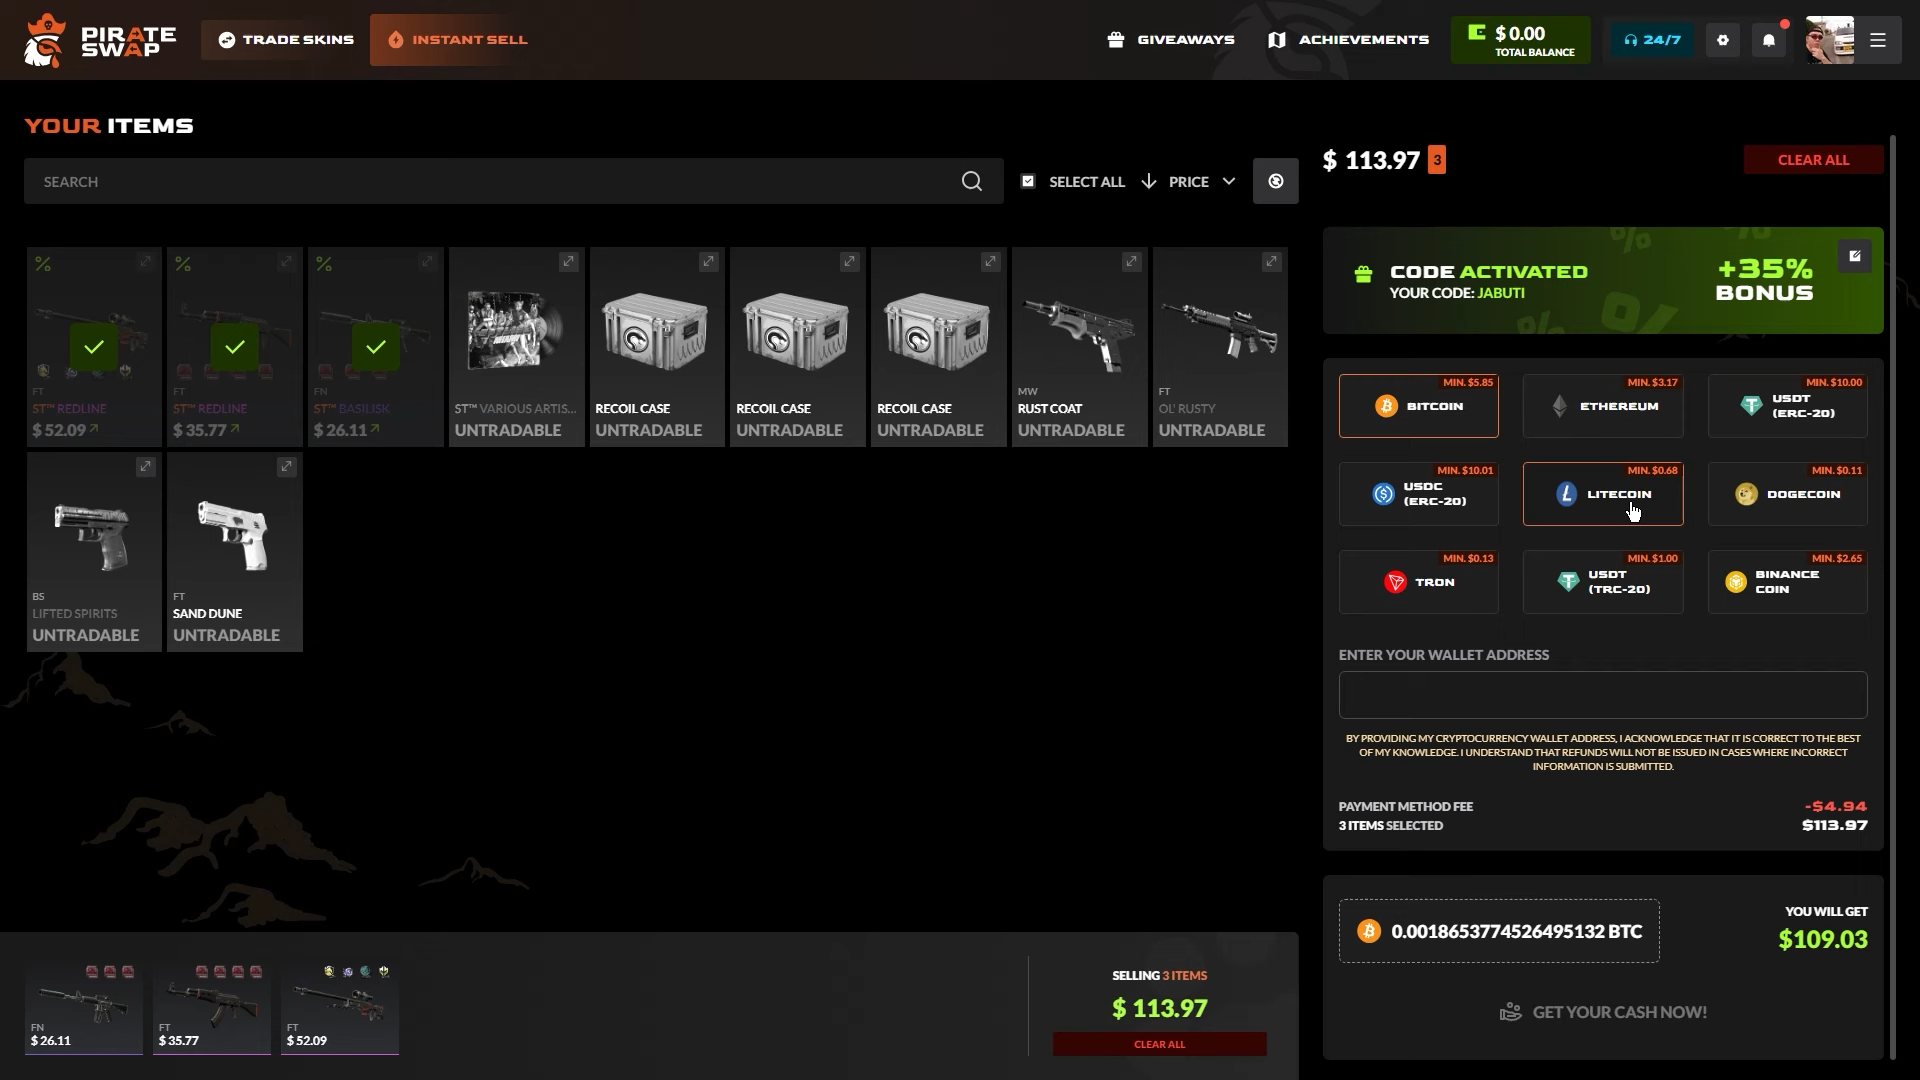 PIRATE
SWAP
TRADE SKINS
INSTANT SELL
GIVEAWAYS
ACHIEVEMENTS
$ 0.00
TOTAL BALANCE
24/7
YOUR ITEMS
SEARCH
SELECT ALL
PRICE
$ 113.97
3
CLEAR ALL
CODE ACTIVATED
YOUR CODE: JABUTI
+35%
BONUS
FT
ST™ REDLINE
$ 52.09
FT
ST™ REDLINE
$ 35.77
FN
ST™ BASILISK
$ 26.11
ST™ VARIOUS ARTIS...
UNTRADABLE
RECOIL CASE
UNTRADABLE
RECOIL CASE
UNTRADABLE
RECOIL CASE
UNTRADABLE
MW
RUST COAT
UNTRADABLE
FT
OL' RUSTY
UNTRADABLE
BS
LIFTED SPIRITS
UNTRADABLE
FT
SAND DUNE
UNTRADABLE
MIN. $5.85
BITCOIN
MIN. $3.17
ETHEREUM
MIN. $10.00
USDT
(ERC-20)
MIN. $10.01
USDC
(ERC-20)
MIN. $0.68
LITECOIN
MIN. $0.11
DOGECOIN
MIN. $0.13
TRON
MIN. $1.00
USDT
(TRC-20)
MIN. $2.65
BINANCE
COIN
ENTER YOUR WALLET ADDRESS
BY PROVIDING MY CRYPTOCURRENCY WALLET ADDRESS, I ACKNOWLEDGE THAT IT IS CORRECT TO THE BEST
OF MY KNOWLEDGE. I UNDERSTAND THAT REFUNDS WILL NOT BE ISSUED IN CASES WHERE INCORRECT
INFORMATION IS SUBMITTED.
PAYMENT METHOD FEE
-$4.94
3 ITEMS SELECTED
$113.97
0.0018653774526495132 BTC
YOU WILL GET
$109.03
GET YOUR CASH NOW!
FN
$ 26.11
FT
$ 35.77
FT
$ 52.09
SELLING 3 ITEMS
$ 113.97
CLEAR ALL